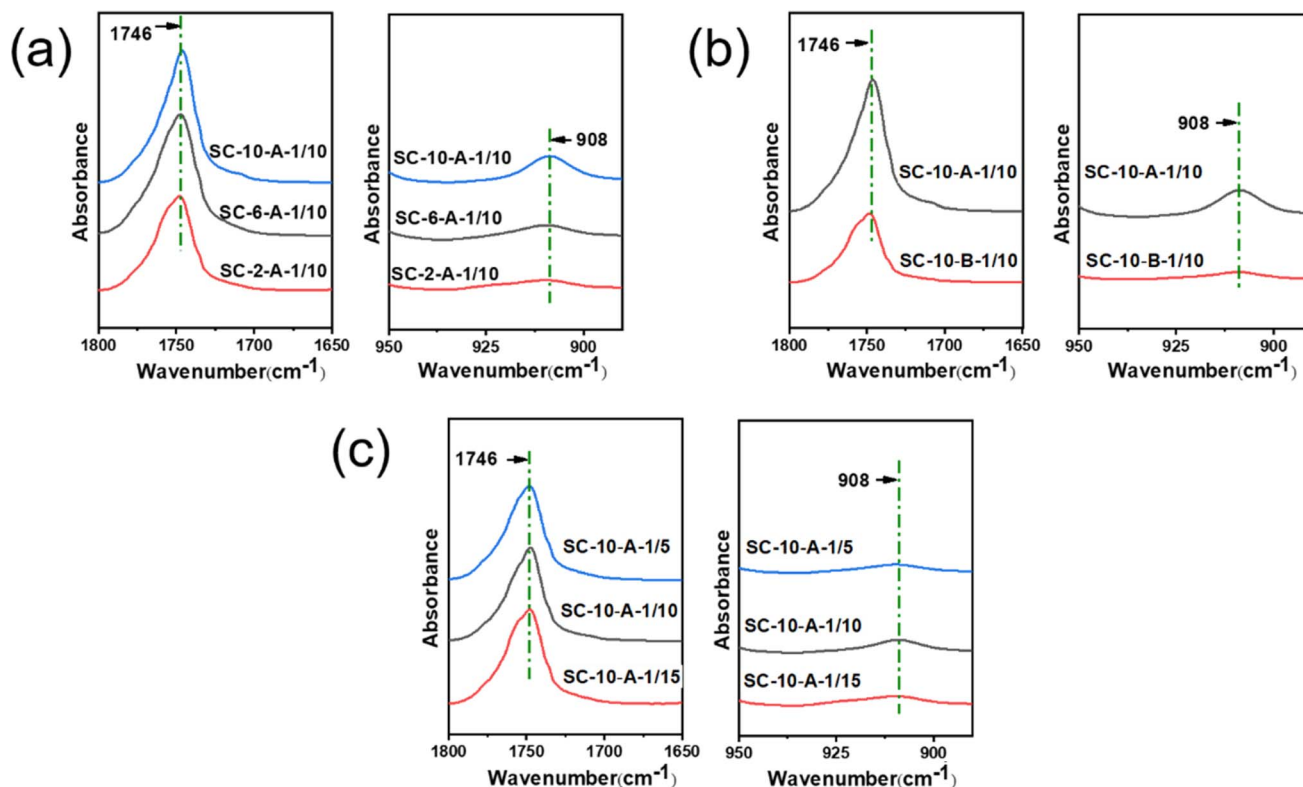 (a)
1746
Absorbance
SC-10-A-1/10
SC-6-A-1/10
SC-2-A-1/10
1800 1750 1700 1650
Wavenumber(cm-1)
908
Absorbance
SC-10-A-1/10
SC-6-A-1/10
SC-2-A-1/10
950 925 900
Wavenumber(cm-1)
(b)
1746
Absorbance
SC-10-A-1/10
SC-10-B-1/10
1800 1750 1700 1650
Wavenumber(cm-1)
908
Absorbance
SC-10-A-1/10
SC-10-B-1/10
950 925 900
Wavenumber(cm-1)
(c)
1746
Absorbance
SC-10-A-1/5
SC-10-A-1/10
SC-10-A-1/15
1800 1750 1700 1650
Wavenumber(cm-1)
908
Absorbance
SC-10-A-1/5
SC-10-A-1/10
SC-10-A-1/15
950 925 900
Wavenumber(cm-1)